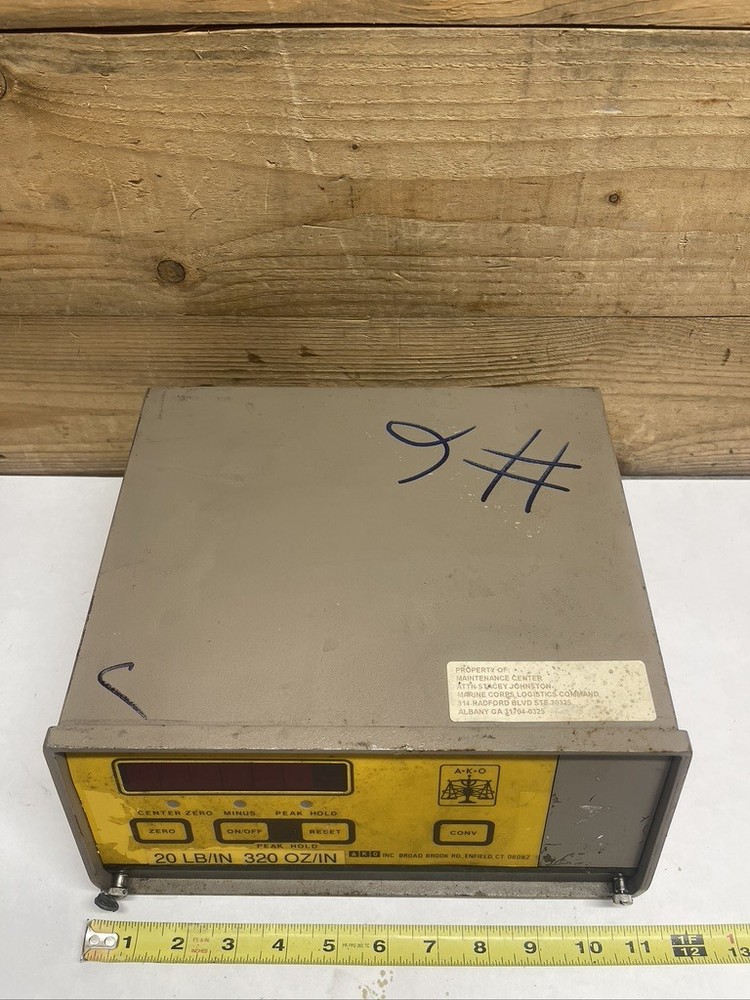 #2
PROPERTY OF:
MAINTENANCE CENTER
ATTN STACEY JOHNSTON
MARINE CORPS LOGISTICS COMMAND
814 RADFORD BLVD STE 20325
ALBANY GA 31704-0325
A·K·O
CENTER ZERO MINUS PEAK HOLD
ZERO ON/OFF RESET CONV
PEAK HOLD
20 LB/IN 320 OZ/IN AKO INC BROAD BROOK RD. ENFIELD, CT 06082
1 2 3 4 5 6 7 8 9 10 11 1F 12 13